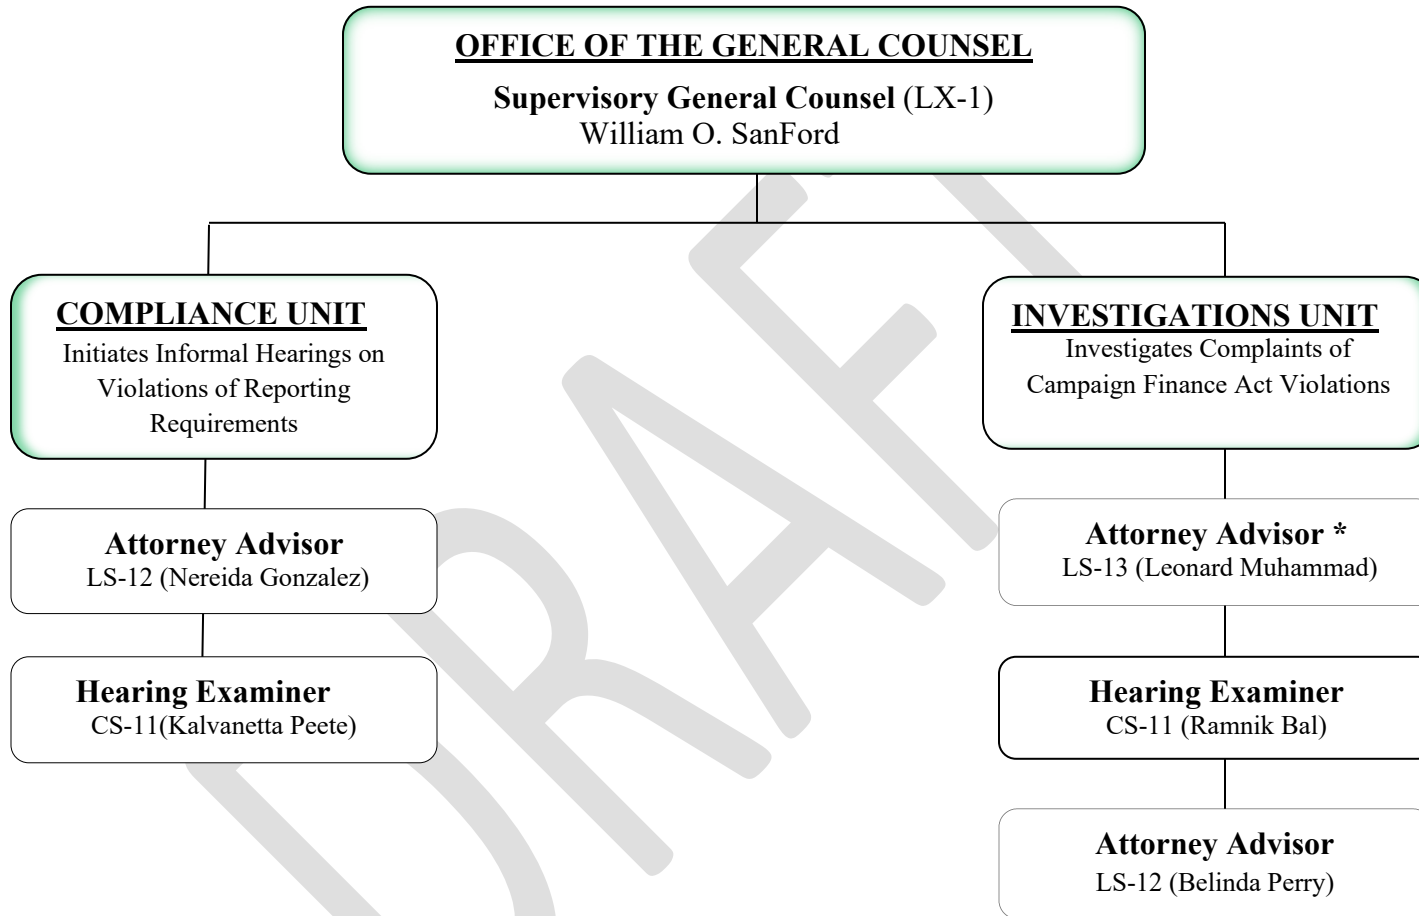 OFFICE OF THE GENERAL COUNSEL
Supervisory General Counsel (LX-1)
William O. SanFord
COMPLIANCE UNIT
Initiates Informal Hearings on
Violations of Reporting
Requirements
Attorney Advisor
LS-12 (Nereida Gonzalez)
Hearing Examiner
CS-11(Kalvanetta Peete)
INVESTIGATIONS UNIT
Investigates Complaints of
Campaign Finance Act Violations
Attorney Advisor *
LS-13 (Leonard Muhammad)
Hearing Examiner
CS-11 (Ramnik Bal)
Attorney Advisor
LS-12 (Belinda Perry)
DRAFT